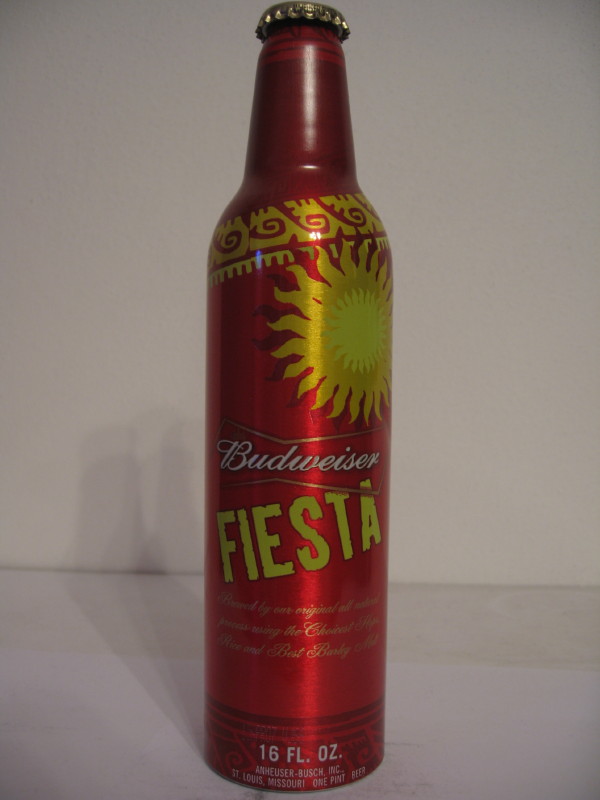 Budweiser
FIESTA
Brewed by our original all natural
process using the Choicest Hops,
Rice and Best Barley Malt
16 FL. OZ.
ANHEUSER-BUSCH, INC.,
ST. LOUIS, MISSOURI ONE PINT BEER